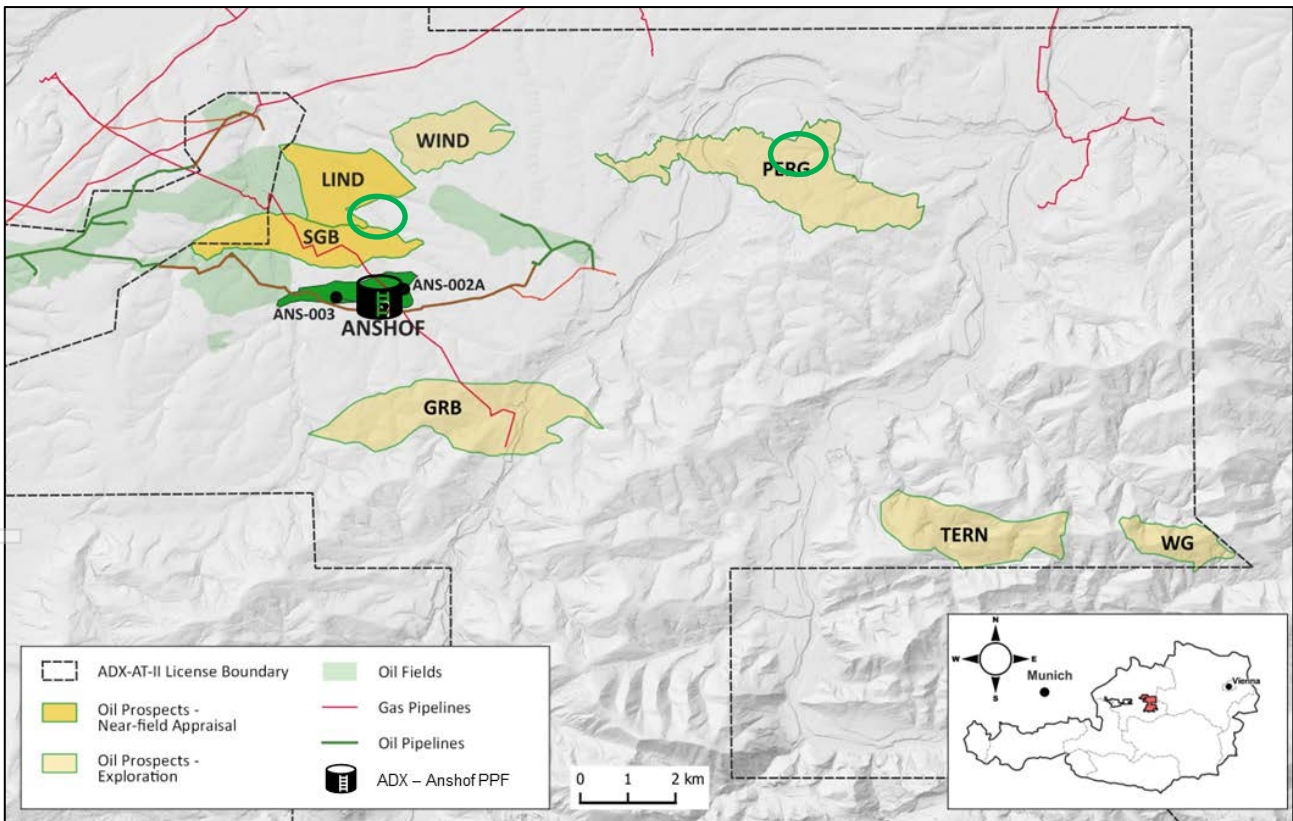 WIND
PERG
LIND
SGB
ANS-002A
ANS-003
ANSHOF
GRB
TERN
WG
ADX-AT-II License Boundary
Oil Prospects -
Near-field Appraisal
Oil Prospects -
Exploration
Oil Fields
Gas Pipelines
Oil Pipelines
ADX – Anshof PPF
0 1 2 km
N
W E
S
Munich
Vienna